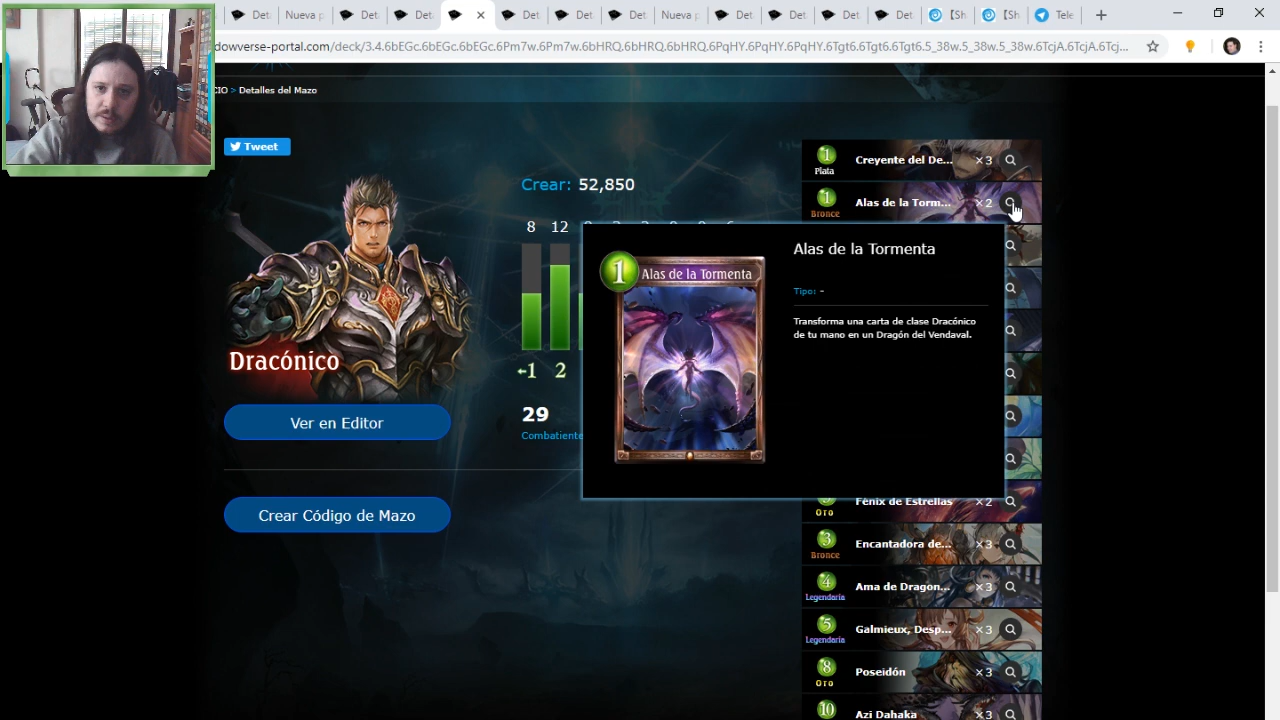 Det
Nueva p
Det
Det
Det
Det
Det
Nueva p
Det
Det
Det
Det
[Sh
[Sh
Tele
dowverse-portal.com/deck/3.4.6bEGc.6bEGc.6bEGc.6Pm7w.6Pm7w.6bHRQ.6bHRQ.6bHRQ.6PqHY.6PqHY.6PqHY.6Tgt6.6Tgt6.6Tgt6.5_38w.5_38w.5_38w.6TcjA.6TcjA.6Tcj...
CIO > Detalles del Mazo
Tweet
Crear: 52,850
8 12
←1 2
29
Combatiente
Dracónico
Ver en Editor
Crear Código de Mazo
1 Creyente del De... ×3
Plata
1 Alas de la Torm... ×2
Bronce
Alas de la Tormenta
1 Alas de la Tormenta
Tipo: -
Transforma una carta de clase Dracónico
de tu mano en un Dragón del Vendaval.
Fénix de Estrellas ×2
Oro
3 Encantadora de... ×3
Bronce
4 Ama de Dragon... ×3
Legendaria
5 Galmieux, Desp... ×3
Legendaria
8 Poseidón ×3
Oro
10 Azi Dahaka ×3